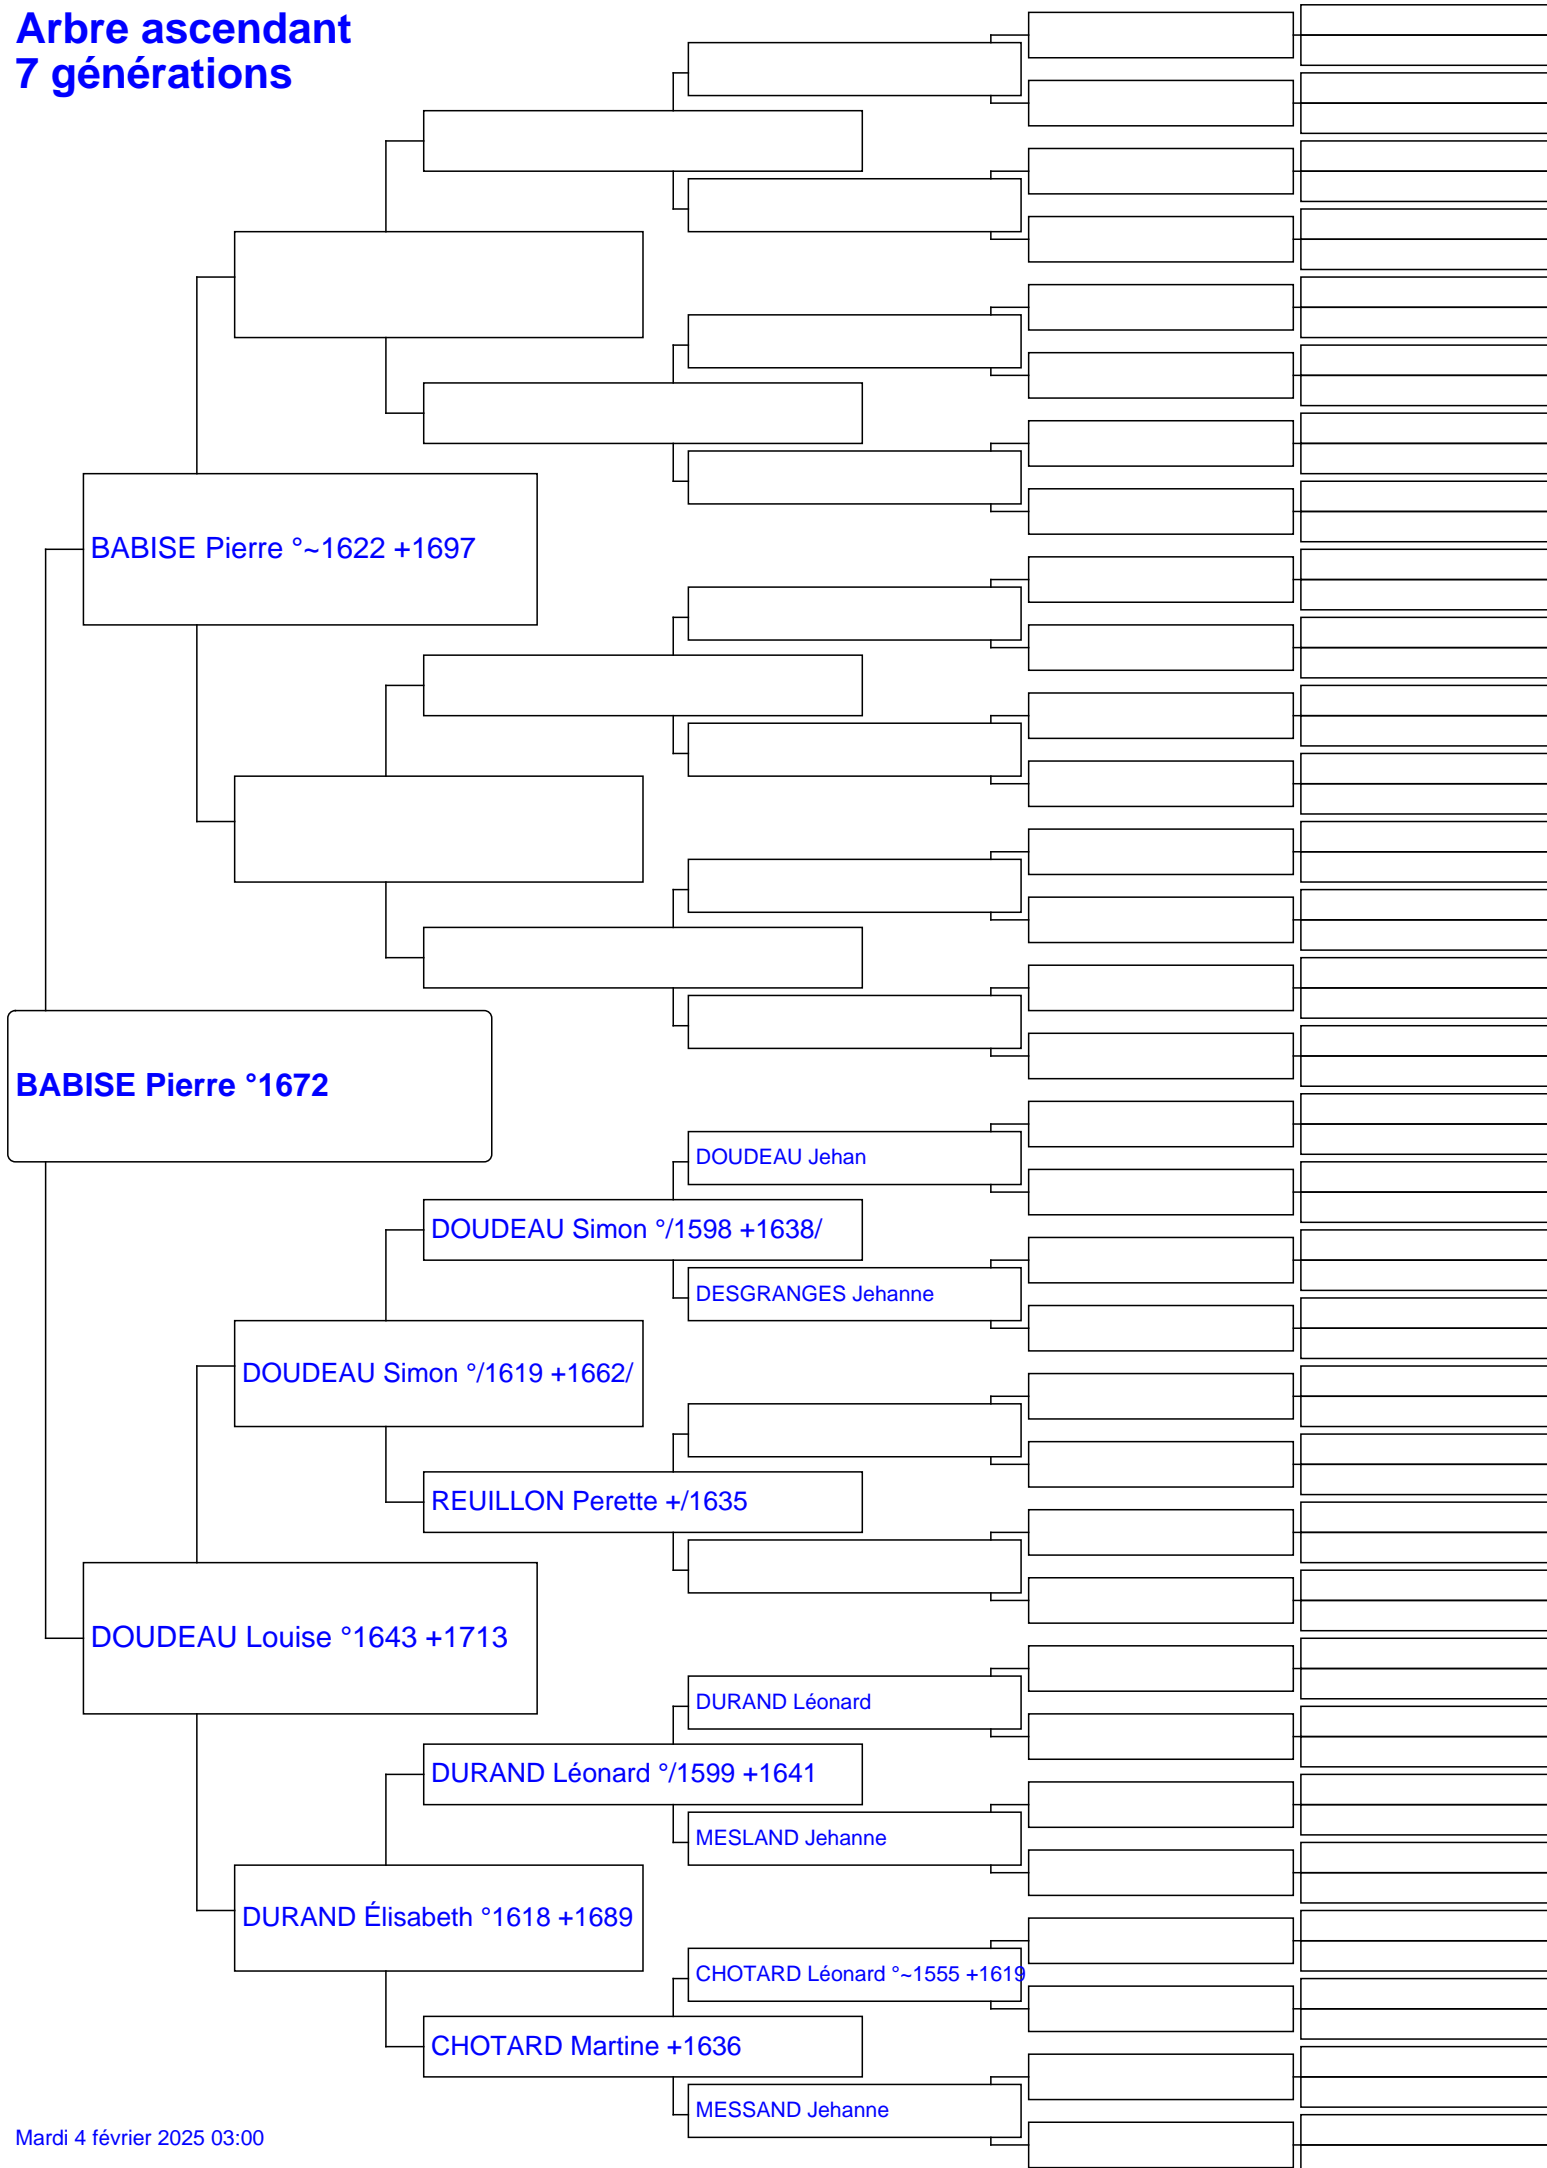 Arbre ascendant
7 générations
BABISE Pierre °~1622 +1697
BABISE Pierre °1672
DOUDEAU Jehan
DOUDEAU Simon °/1598 +1638/
DESGRANGES Jehanne
DOUDEAU Simon °/1619 +1662/
REUILLON Perette +/1635
DOUDEAU Louise °1643 +1713
DURAND Léonard
DURAND Léonard °/1599 +1641
MESLAND Jehanne
DURAND Élisabeth °1618 +1689
CHOTARD Léonard °~1555 +1619
CHOTARD Martine +1636
MESSAND Jehanne
Mardi 4 février 2025 03:00